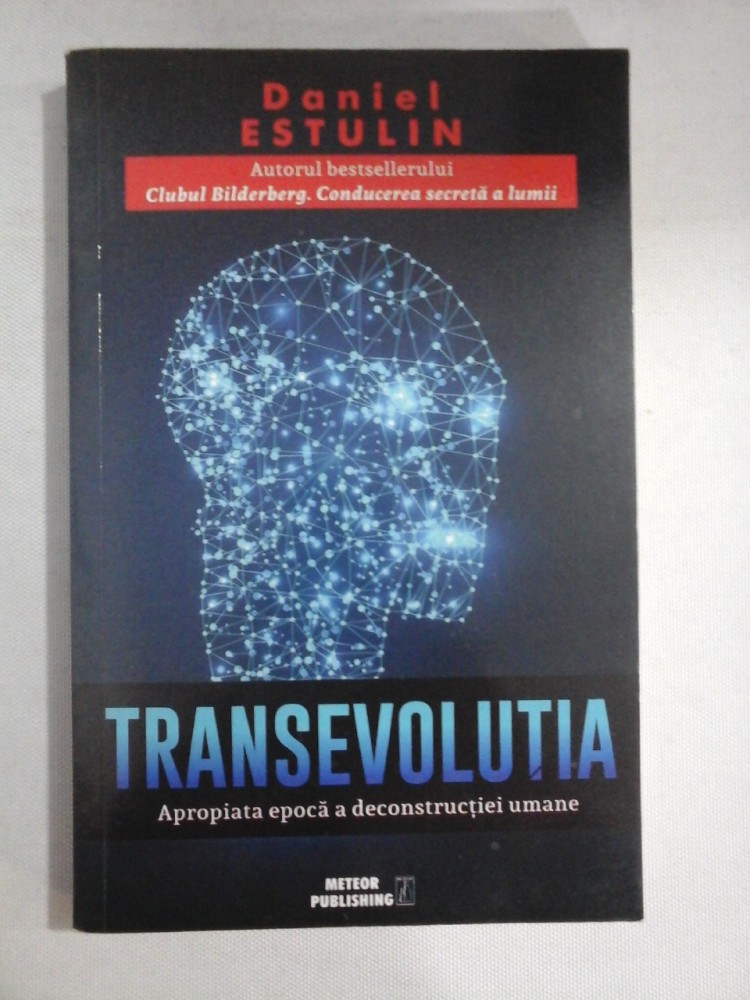 Daniel
ESTULIN
Autorul bestsellerului
Clubul Bilderberg. Conducerea secretă a lumii
TRANSEVOLUȚIA
Apropiata epocă a deconstrucției umane
METEOR
PUBLISHING